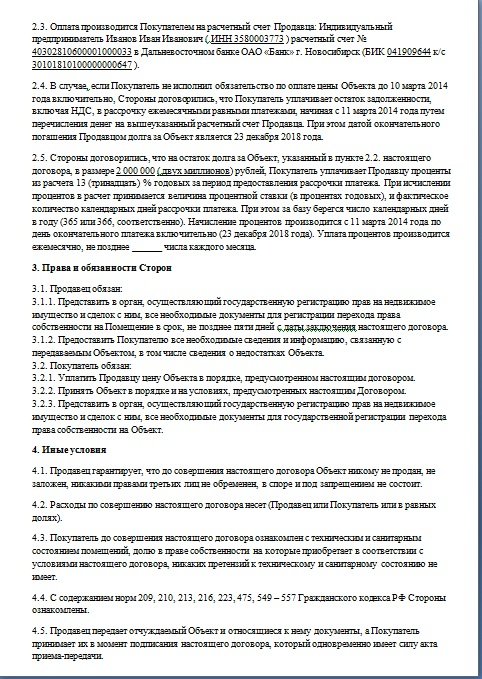 2.3. Оплата производится Покупателем на расчетный счет Продавца: Индивидуальный
предприниматель Иванов Иван Иванович ( ИНН 3580003773 ) расчетный счет №
40302810600001000033 в Дальневосточном банке ОАО «Банк» г. Новосибирск (БИК 041909644 к/с
30101810100000000647 ).
2.4. В случае, если Покупатель не исполнил обязательство по оплате цены Объекта до 10 марта 2014
года включительно, Стороны договорились, что Покупатель уплачивает остаток задолженности,
включая НДС, в рассрочку ежемесячными равными платежами, начиная с 11 марта 2014 года путем
перечисления денег на вышеуказанный расчетный счет Продавца. При этом датой окончательного
погашения Продавцом долга за Объект является 23 декабря 2018 года.
2.5. Стороны договорились, что на остаток долга за Объект, указанный в пункте 2.2. настоящего
договора, в размере 2 000 000 ( двух миллионов) рублей, Покупатель уплачивает Продавцу проценты
из расчета 13 (тринадцать) % годовых за период предоставления рассрочки платежа. При исчислении
процентов в расчет принимается величина процентной ставки (в процентах годовых), и фактическое
количество календарных дней рассрочки платежа. При этом за базу берется число календарных дней
в году (365 или 366, соответственно). Начисление процентов производится с 11 марта 2014 года по
день окончательного платежа включительно (23 декабря 2018 года). Уплата процентов производится
ежемесячно, не позднее ______ числа каждого месяца.
3. Права и обязанности Сторон
3.1. Продавец обязан:
3.1.1. Представить в орган, осуществляющий государственную регистрацию прав на недвижимое
имущество и сделок с ним, все необходимые документы для регистрации перехода права
собственности на Помещение в срок, не позднее пяти дней с даты заключения настоящего договора.
3.1.2. Предоставить Покупателю все необходимые сведения и информацию, связанную с
передаваемым Объектом, в том числе сведения о недостатках Объекта.
3.2. Покупатель обязан:
3.2.1. Уплатить Продавцу цену Объекта в порядке, предусмотренном настоящим договором.
3.2.2. Принять Объект в порядке и на условиях, предусмотренных настоящим Договором.
3.2.3. Представить в орган, осуществляющий государственную регистрацию прав на недвижимое
имущество и сделок с ним, все необходимые документы для государственной регистрации перехода
права собственности на Объект.
4. Иные условия
4.1. Продавец гарантирует, что до совершения настоящего договора Объект никому не продан, не
заложен, никакими правами третьих лиц не обременен, в споре и под запрещением не состоит.
4.2. Расходы по совершению настоящего договора несет (Продавец или Покупатель или в равных
долях).
4.3. Покупатель до совершения настоящего договора ознакомлен с техническим и санитарным
состоянием помещений, долю в праве собственности на которые приобретает в соответствии с
условиями настоящего договора, никаких претензий к техническому и санитарному состоянию не
имеет.
4.4. С содержанием норм 209, 210, 213, 216, 223, 475, 549 – 557 Гражданского кодекса РФ Стороны
ознакомлены.
4.5. Продавец передает отчуждаемый Объект и относящиеся к нему документы, а Покупатель
принимает их в момент подписания настоящего договора, который одновременно имеет силу акта
приема-передачи.